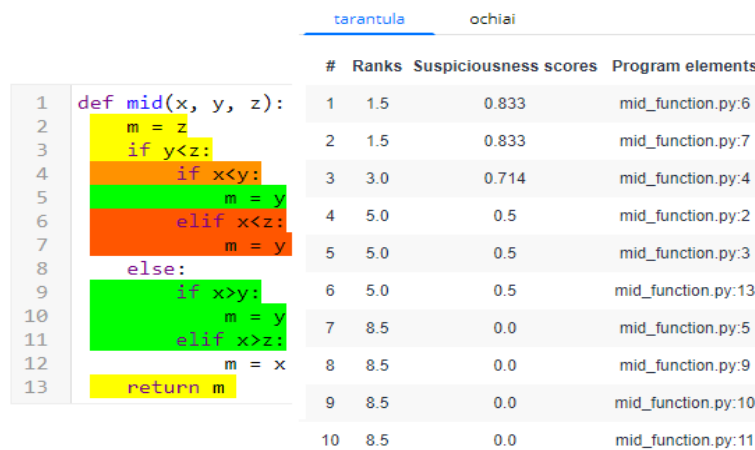 tarantula ochiai
# Ranks Suspiciousness scores Program elements
1 1.5 0.833 mid_function.py:6
2 1.5 0.833 mid_function.py:7
3 3.0 0.714 mid_function.py:4
4 5.0 0.5 mid_function.py:2
5 5.0 0.5 mid_function.py:3
6 5.0 0.5 mid_function.py:13
7 8.5 0.0 mid_function.py:5
8 8.5 0.0 mid_function.py:9
9 8.5 0.0 mid_function.py:10
10 8.5 0.0 mid_function.py:11
1 def mid(x, y, z):
2 m = z
3 if y<z:
4 if x<y:
5 m = y
6 elif x<z:
7 m = y
8 else:
9 if x>y:
10 m = y
11 elif x>z:
12 m = x
13 return m